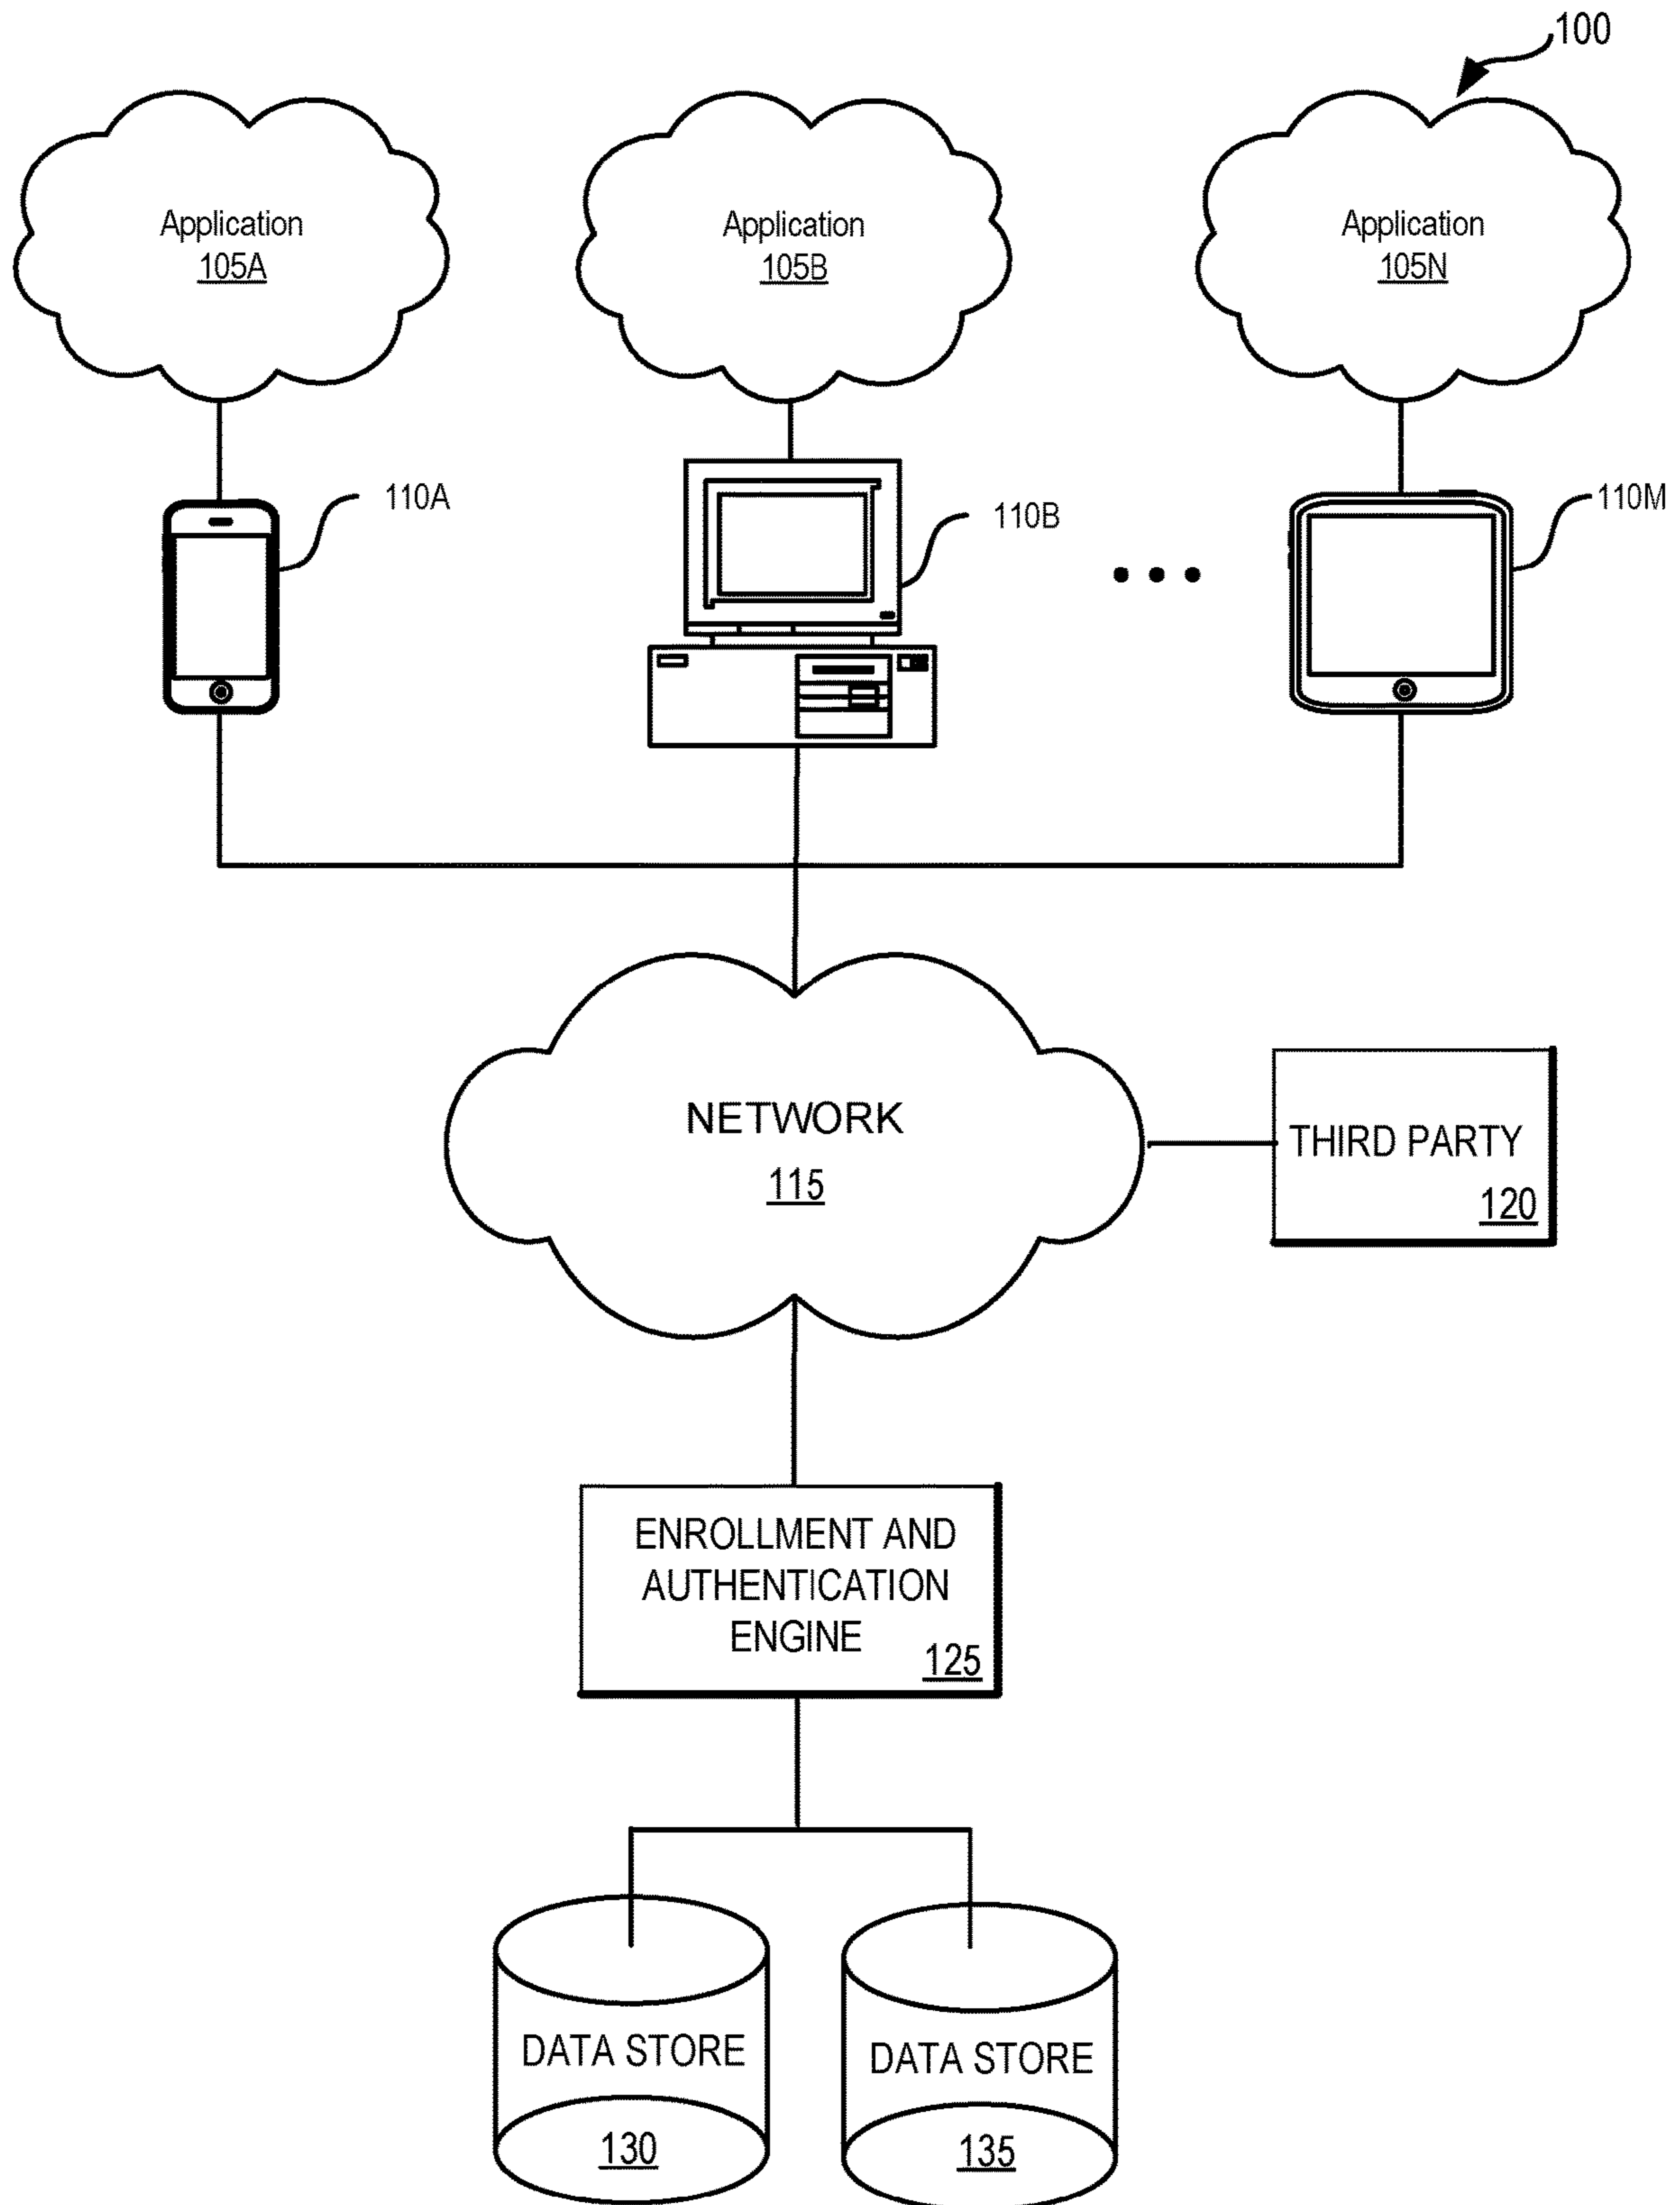 100
Application
105A
Application
105B
Application
105N
110A
110B
110M
NETWORK
115
THIRD PARTY
120
ENROLLMENT AND
AUTHENTICATION
ENGINE
125
DATA STORE
130
DATA STORE
135